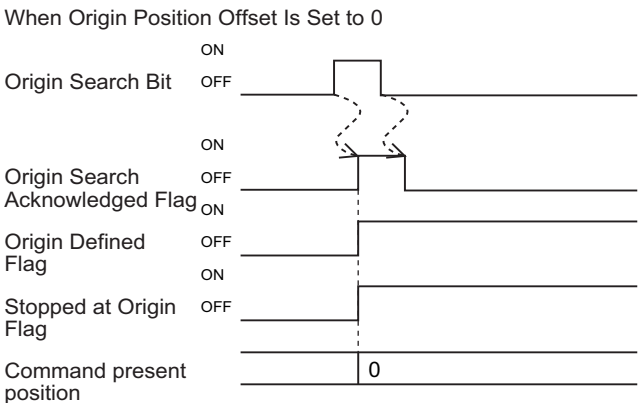 When Origin Position Offset Is Set to 0
ON
Origin Search Bit OFF
ON
Origin Search OFF
Acknowledged Flag
ON
Origin Defined OFF
Flag
ON
Stopped at Origin OFF
Flag
Command present 0
position